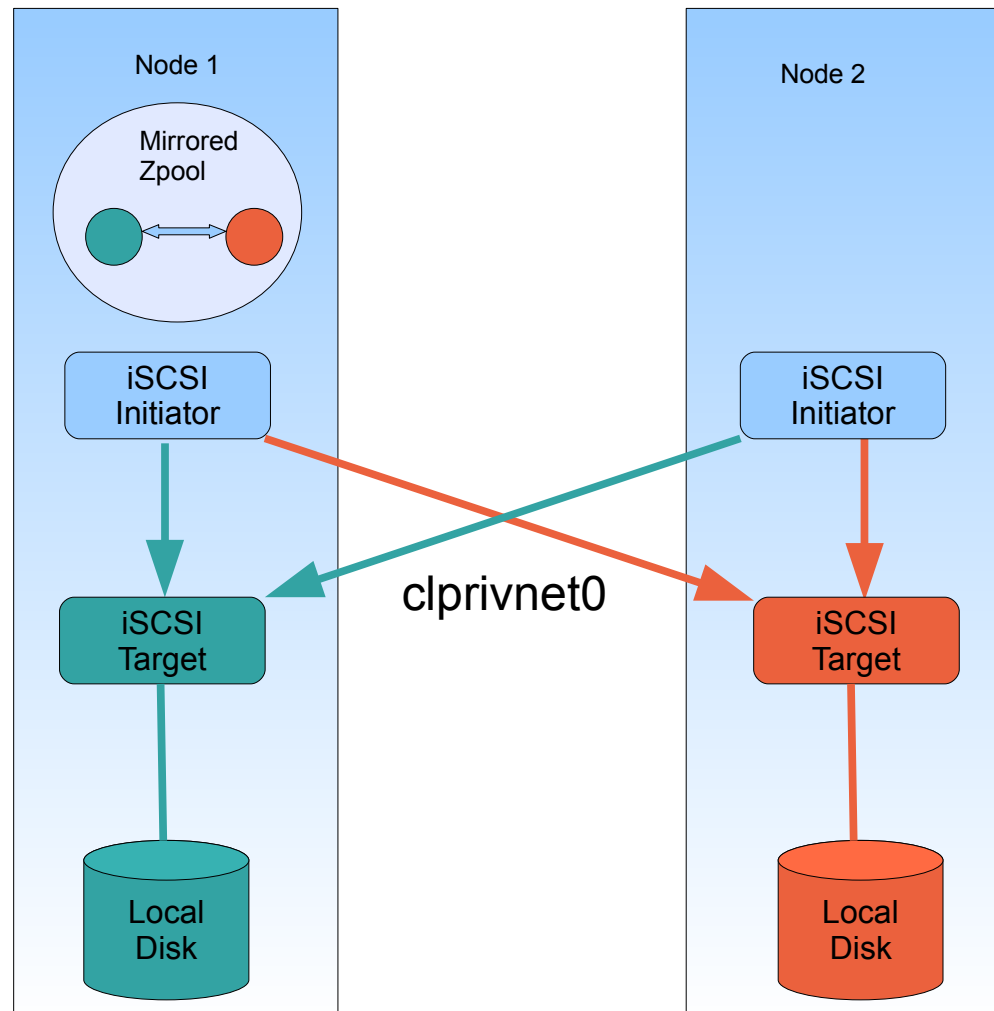 Node 1
Node 2
Mirrored
Zpool
iSCSI
Initiator
iSCSI
Initiator
clprivnet0
iSCSI
Target
iSCSI
Target
Local
Disk
Local
Disk